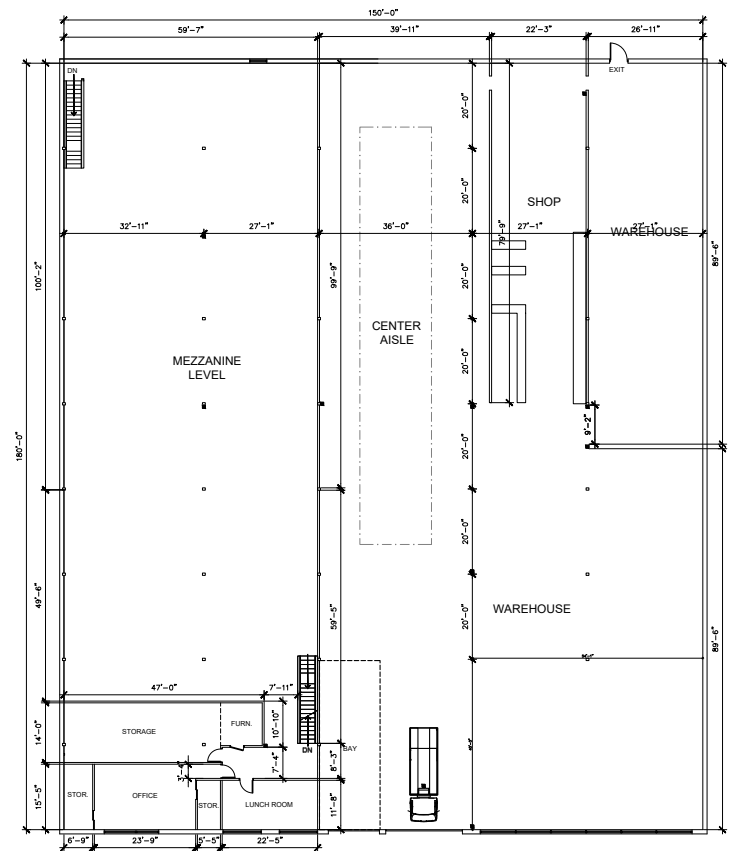 150'-0"
59'-7"
39'-11"
22'-3"
26'-11"
DN
EXIT
20'-0"
20'-0"
SHOP
32'-11"
27'-1"
36'-0"
27'-1"
27'-1"
WAREHOUSE
79'-9"
89'-6"
100'-2"
99'-9"
20'-0"
CENTER
AISLE
20'-0"
MEZZANINE
LEVEL
180'-0"
9'-2"
20'-0"
20'-0"
49'-6"
59'-5"
WAREHOUSE
20'-0"
89'-6"
47'-0"
7'-11"
STORAGE
FURN.
10'-10"
14'-0"
DN
BAY
7'-4"
8'-3"
3'-4"
STOR.
OFFICE
STOR.
LUNCH ROOM
15'-5"
11'-8"
6'-9"
23'-9"
5'-5"
22'-5"